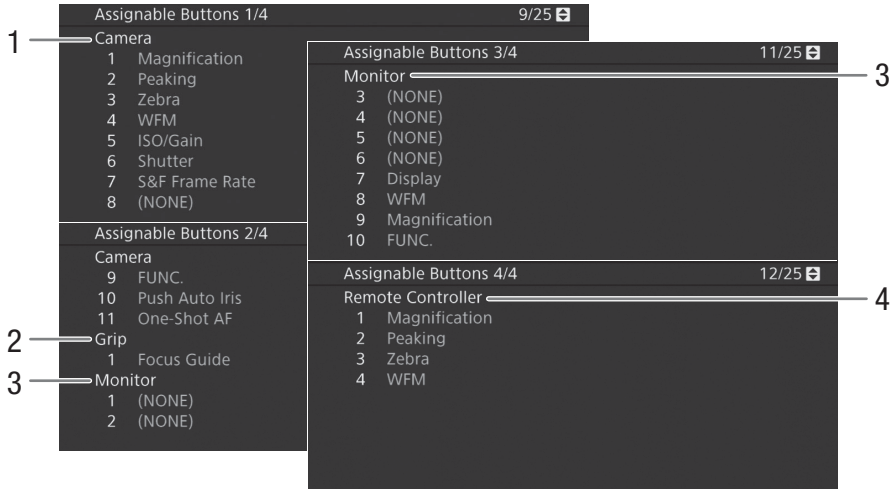 Assignable Buttons 1/4 9/25
1 Camera
1 Magnification
2 Peaking
3 Zebra
4 WFM
5 ISO/Gain
6 Shutter
7 S&F Frame Rate
8 (NONE)
Assignable Buttons 2/4
Camera
9 FUNC.
10 Push Auto Iris
11 One-Shot AF
2 Grip
1 Focus Guide
3 Monitor
1 (NONE)
2 (NONE)
Assignable Buttons 3/4 11/25
Monitor 3
3 (NONE)
4 (NONE)
5 (NONE)
6 (NONE)
7 Display
8 WFM
9 Magnification
10 FUNC.
Assignable Buttons 4/4 12/25
Remote Controller 4
1 Magnification
2 Peaking
3 Zebra
4 WFM